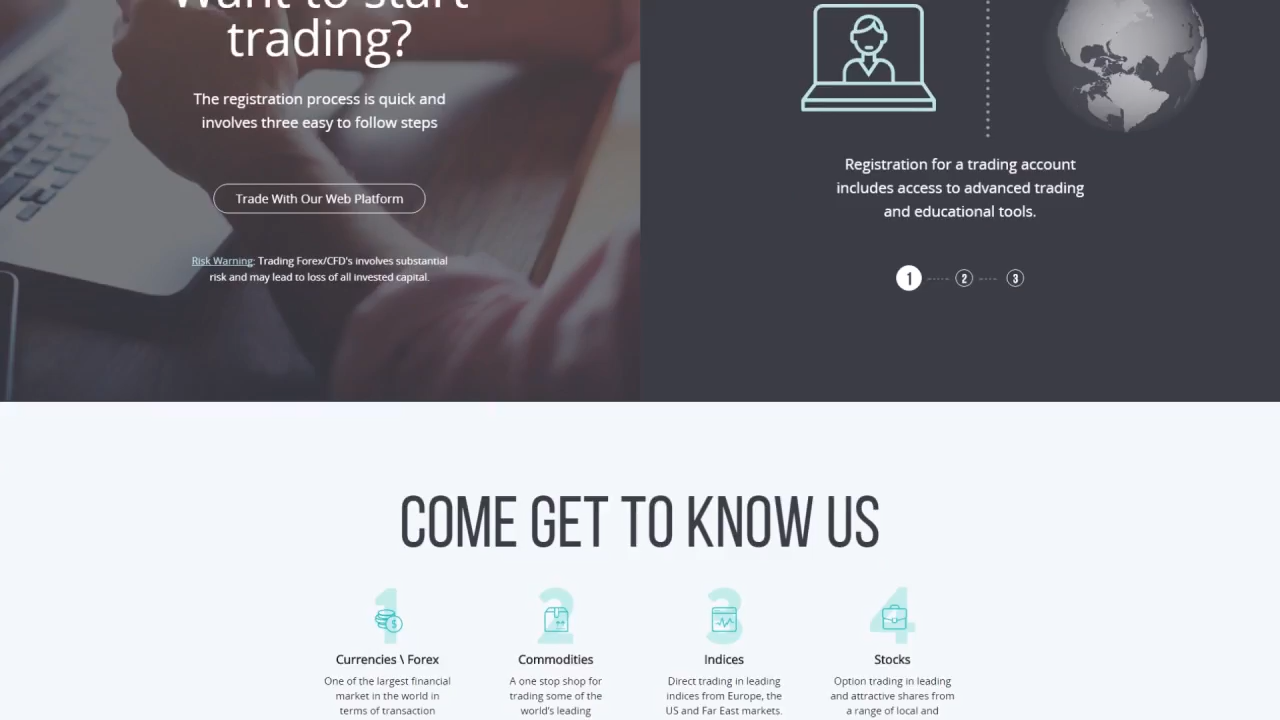 Want to start
trading?
The registration process is quick and
involves three easy to follow steps
Trade With Our Web Platform
Risk Warning: Trading Forex/CFD's involves substantial
risk and may lead to loss of all invested capital.
Registration for a trading account
includes access to advanced trading
and educational tools.
1 2 3
COME GET TO KNOW US
1 2 3 4
Currencies \ Forex
One of the largest financial
market in the world in
terms of transaction
Commodities
A one stop shop for
trading some of the
world's leading
Indices
Direct trading in leading
indices from Europe, the
US and Far East markets.
Stocks
Option trading in leading
and attractive shares from
a range of local and